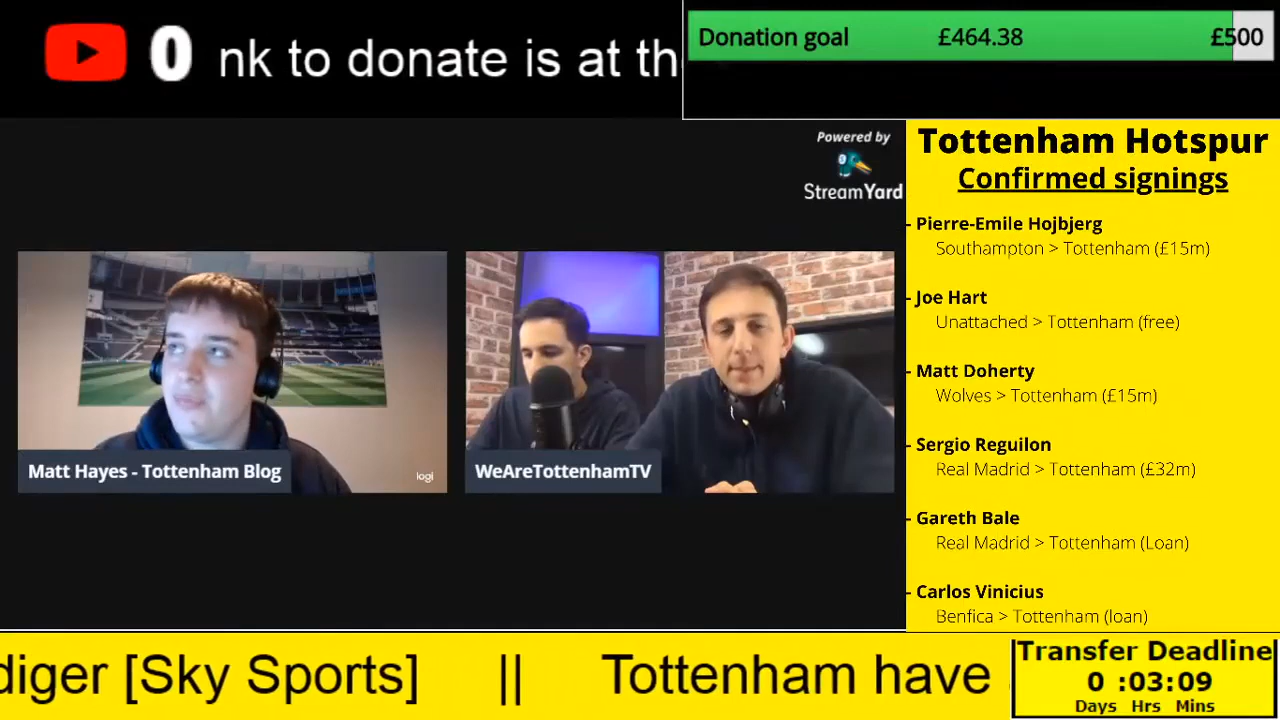 0 nk to donate is at th
Donation goal £464.38 £500
Powered by
StreamYard
Tottenham Hotspur
Confirmed signings
- Pierre-Emile Hojbjerg
Southampton > Tottenham (£15m)
- Joe Hart
Unattached > Tottenham (free)
- Matt Doherty
Wolves > Tottenham (£15m)
- Sergio Reguilon
Real Madrid > Tottenham (£32m)
- Gareth Bale
Real Madrid > Tottenham (Loan)
- Carlos Vinicius
Benfica > Tottenham (loan)
Matt Hayes - Tottenham Blog
logi
WeAreTottenhamTV
diger [Sky Sports] || Tottenham have
Transfer Deadline
0 :03:09
Days Hrs Mins